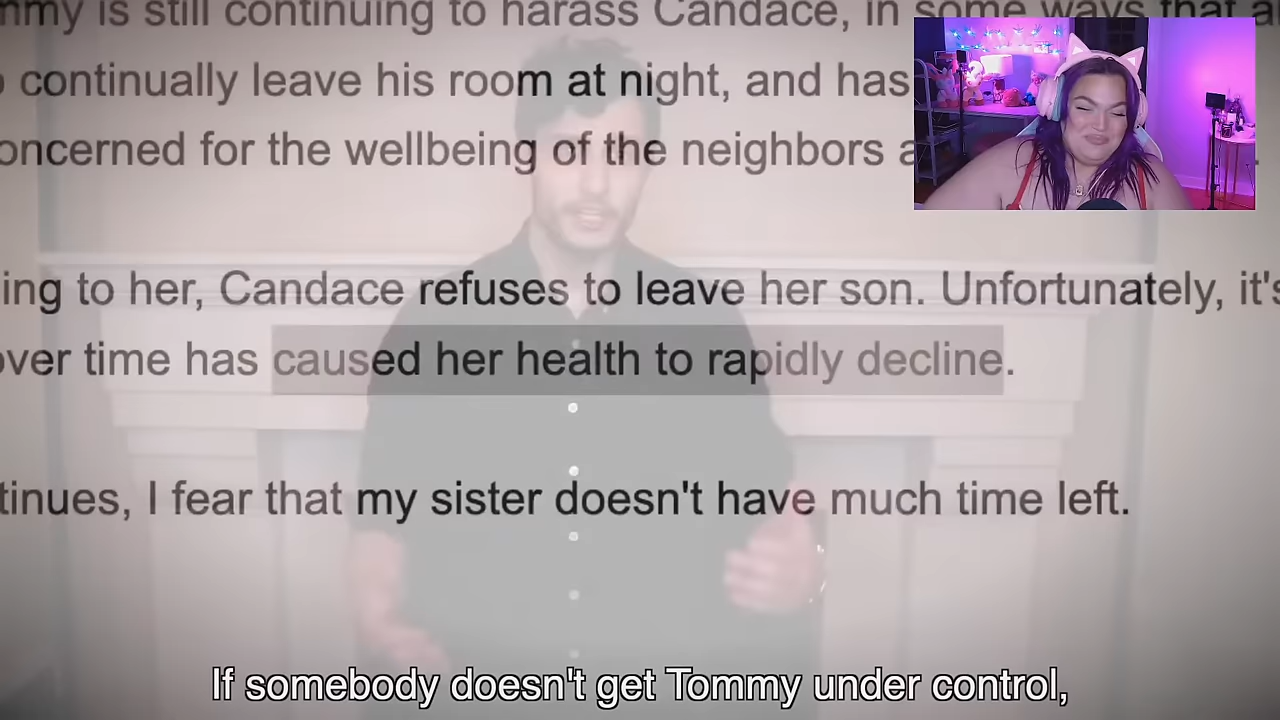 mmy is still continuing to harass Candace, in some ways that a
continually leave his room at night, and has
oncerned for the wellbeing of the neighbors a
ing to her, Candace refuses to leave her son. Unfortunately, it's
over time has caused her health to rapidly decline.
tinues, I fear that my sister doesn't have much time left.
If somebody doesn't get Tommy under control,